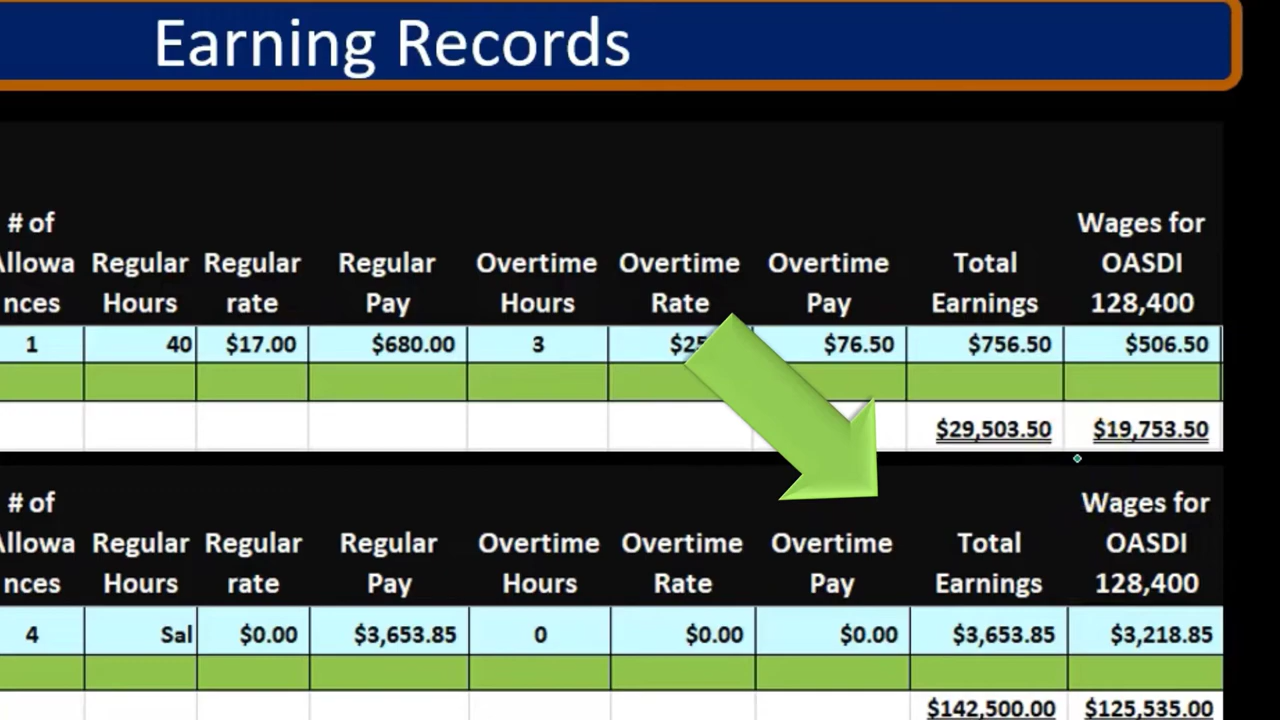 Earning Records
# of
Allowa
nces
Regular
Hours
Regular
rate
Regular
Pay
Overtime
Hours
Overtime
Rate
Overtime
Pay
Total
Earnings
Wages for
OASDI
128,400
1 40 $17.00 $680.00 3 $25 $76.50 $756.50 $506.50
$29,503.50 $19,753.50
# of
Allowa
nces
Regular
Hours
Regular
rate
Regular
Pay
Overtime
Hours
Overtime
Rate
Overtime
Pay
Total
Earnings
Wages for
OASDI
128,400
4 Sal $0.00 $3,653.85 0 $0.00 $0.00 $3,653.85 $3,218.85
$142,500.00 $125,535.00